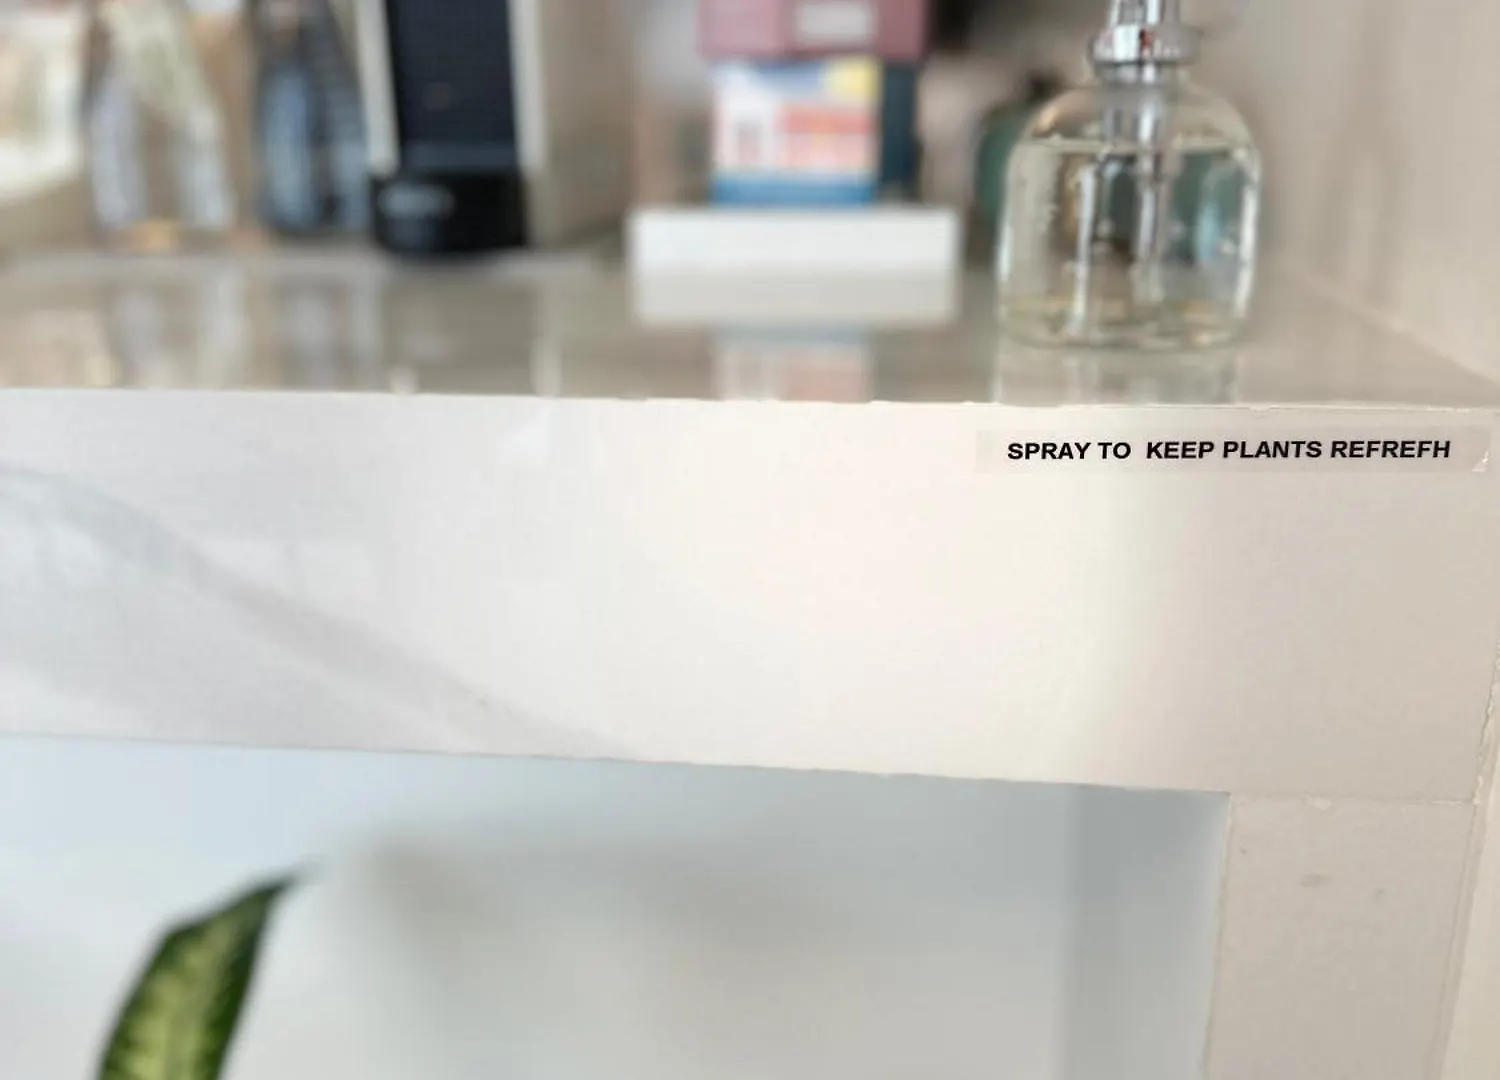 SPRAY TO  KEEP PLANTS REFREFH